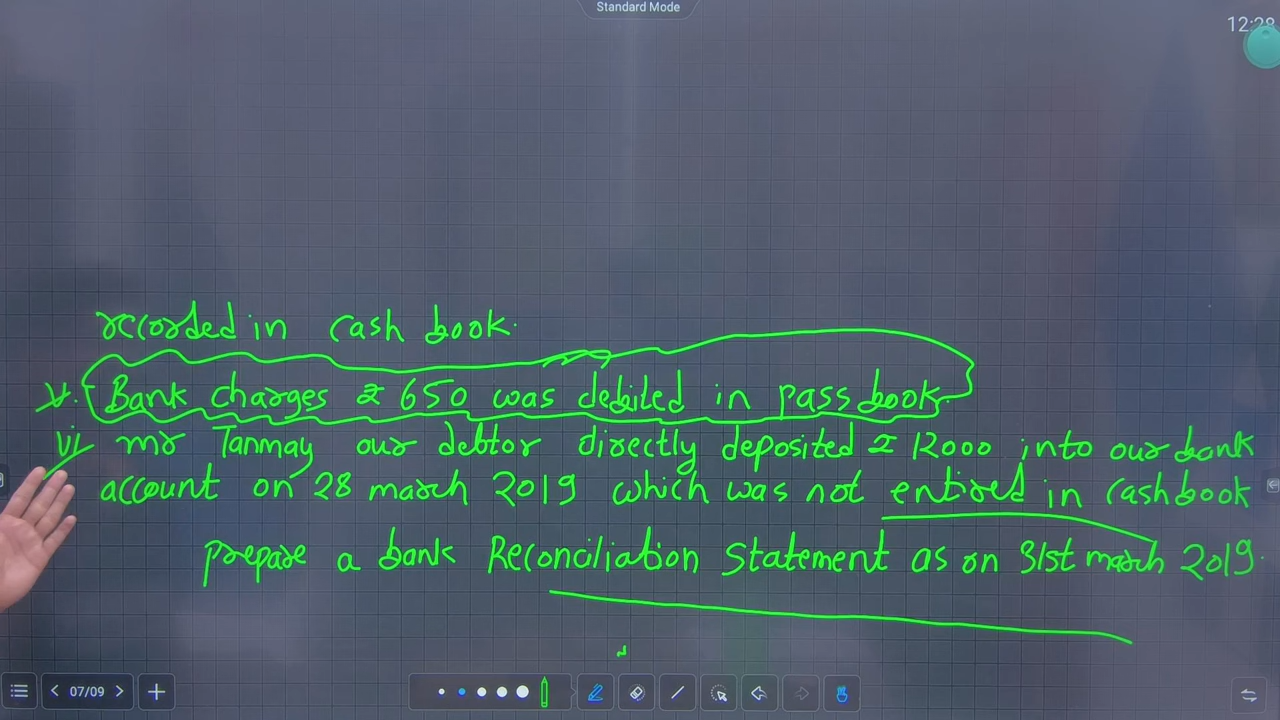 Standard Mode
12:28
recorded in cash book.
v. Bank charges ₹ 650 was debited in pass book.
vi mr Tanmay our debtor directly deposited ₹ 12000 into our bank
account on 28 march 2019 which was not entired in cashbook
prepare a bank Reconciliation Statement as on 31st march 2019.
07/09